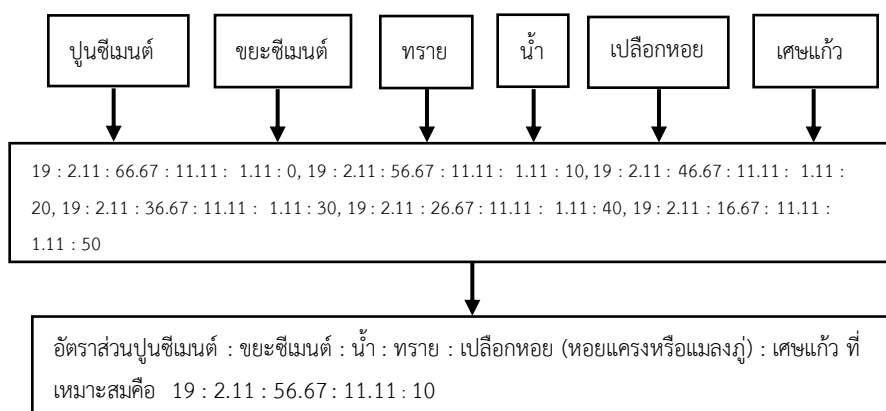 ปูนซีเมนต์ ขยะซีเมนต์ ทราย น้ำ เปลือกหอย เศษแก้ว
19 : 2.11 : 66.67 : 11.11 : 1.11 : 0, 19 : 2.11 : 56.67 : 11.11 : 1.11 : 10, 19 : 2.11 : 46.67 : 11.11 : 1.11 :
20, 19 : 2.11 : 36.67 : 11.11 : 1.11 : 30, 19 : 2.11 : 26.67 : 11.11 : 1.11 : 40, 19 : 2.11 : 16.67 : 11.11 :
1.11 : 50
อัตราส่วนปูนซีเมนต์ : ขยะซีเมนต์ : น้ำ : ทราย : เปลือกหอย (หอยแครงหรือแมลงภู่) : เศษแก้ว ที่
เหมาะสมคือ 19 : 2.11 : 56.67 : 11.11 : 10